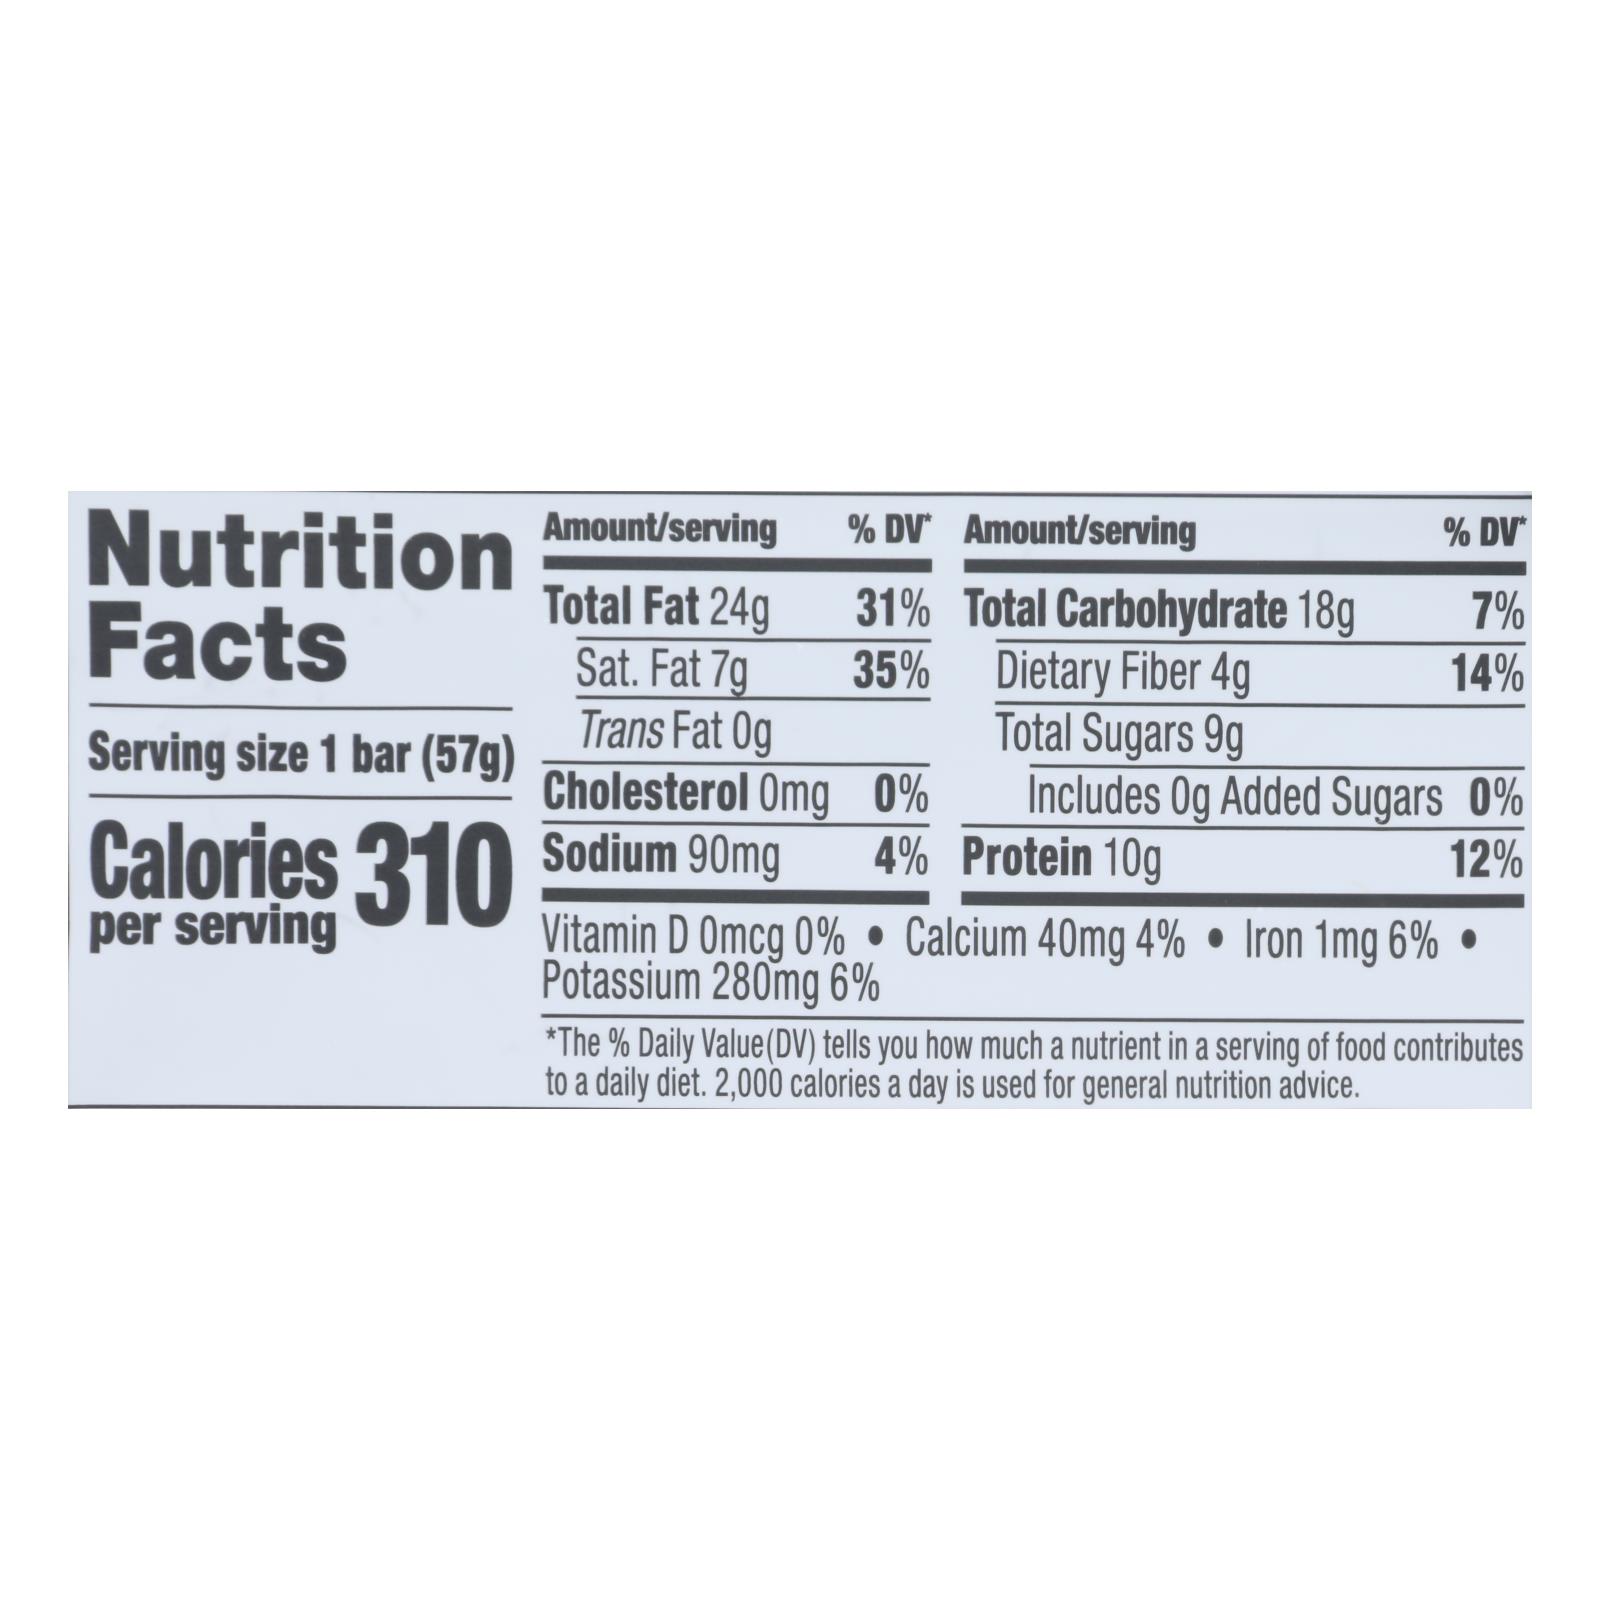 Nutrition
Facts
Serving size 1 bar (57g)
Calories 310
per serving
Amount/serving % DV*
Total Fat 24g 31%
Sat. Fat 7g 35%
Trans Fat 0g
Cholesterol 0mg 0%
Sodium 90mg 4%
Amount/serving % DV*
Total Carbohydrate 18g 7%
Dietary Fiber 4g 14%
Total Sugars 9g
Includes 0g Added Sugars 0%
Protein 10g 12%
Vitamin D 0mcg 0% • Calcium 40mg 4% • Iron 1mg 6% •
Potassium 280mg 6%
*The % Daily Value (DV) tells you how much a nutrient in a serving of food contributes
to a daily diet. 2,000 calories a day is used for general nutrition advice.